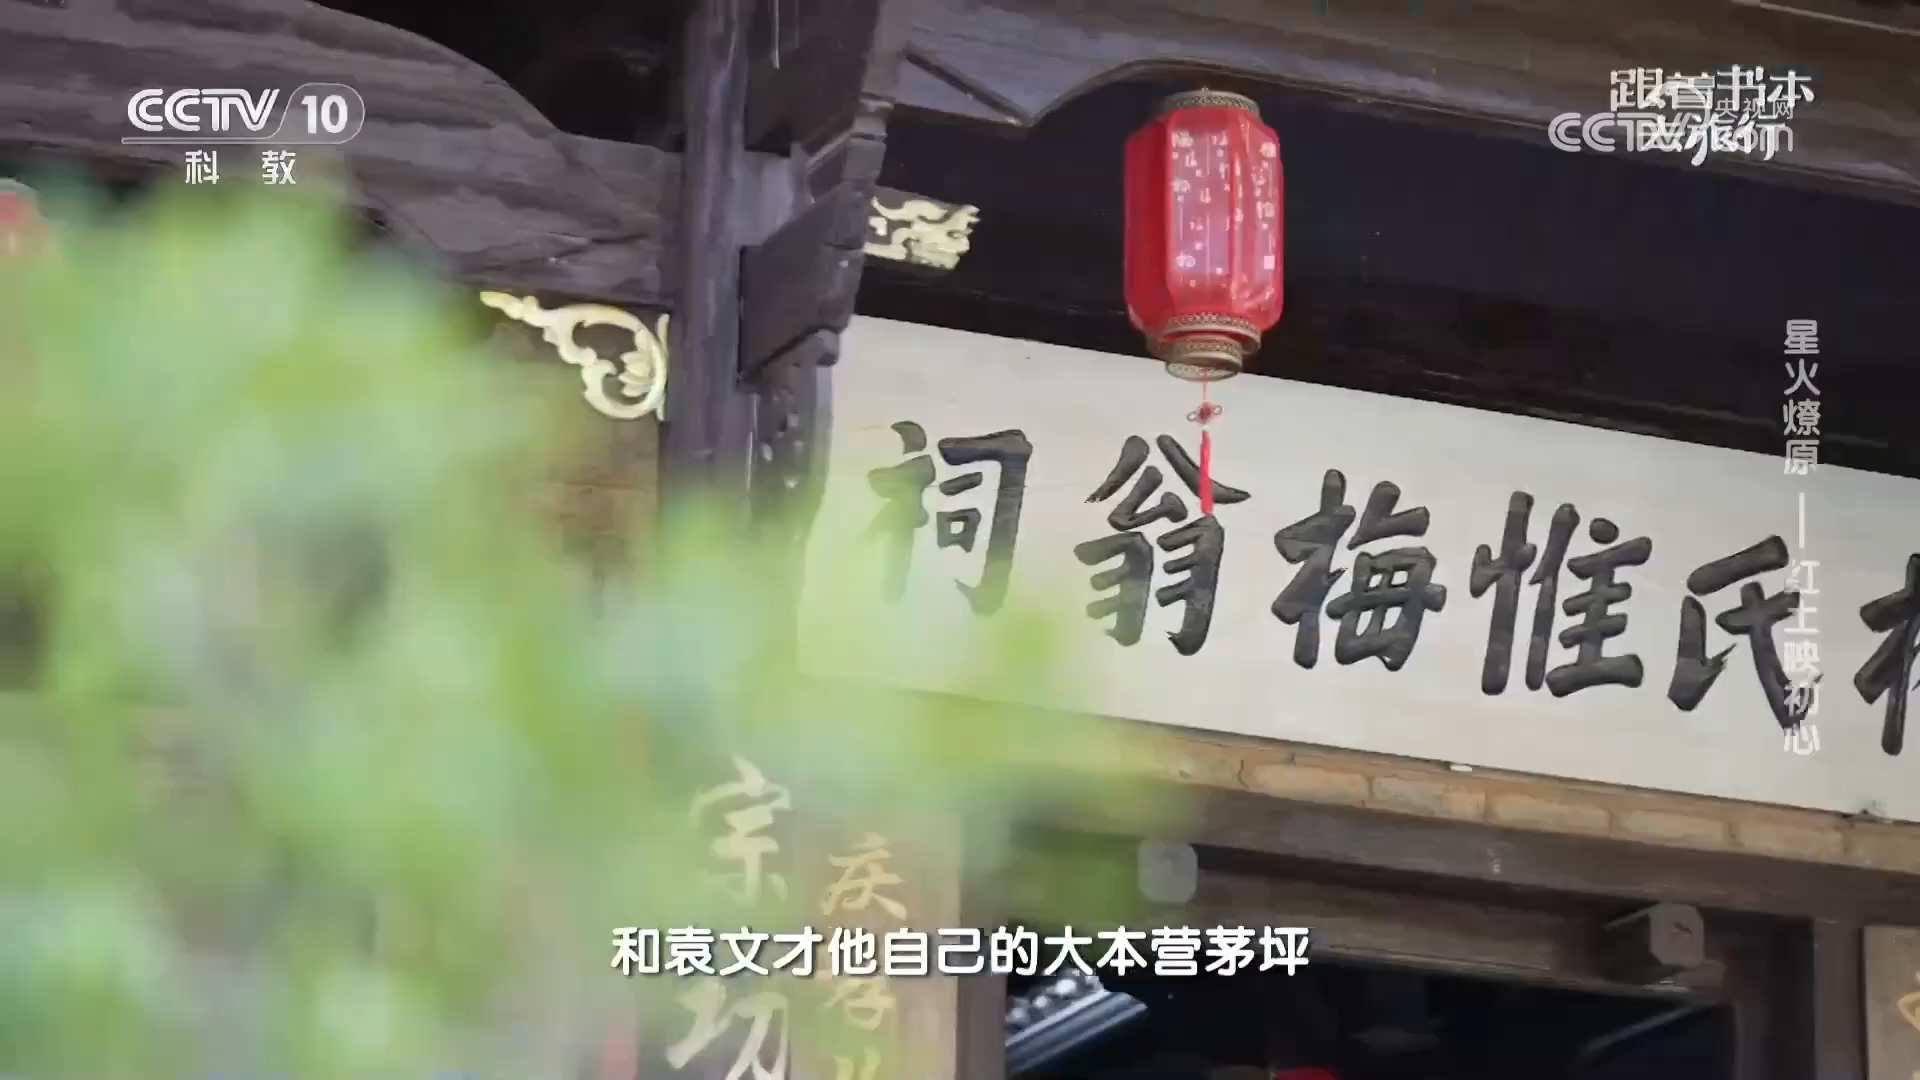 CCTV 10
科 教
跟着书本
去旅行
央视网
CCTV.com
星火燎原 — 红土映初心
氏惟梅翁祠
宗功
庆
和袁文才他自己的大本营茅坪